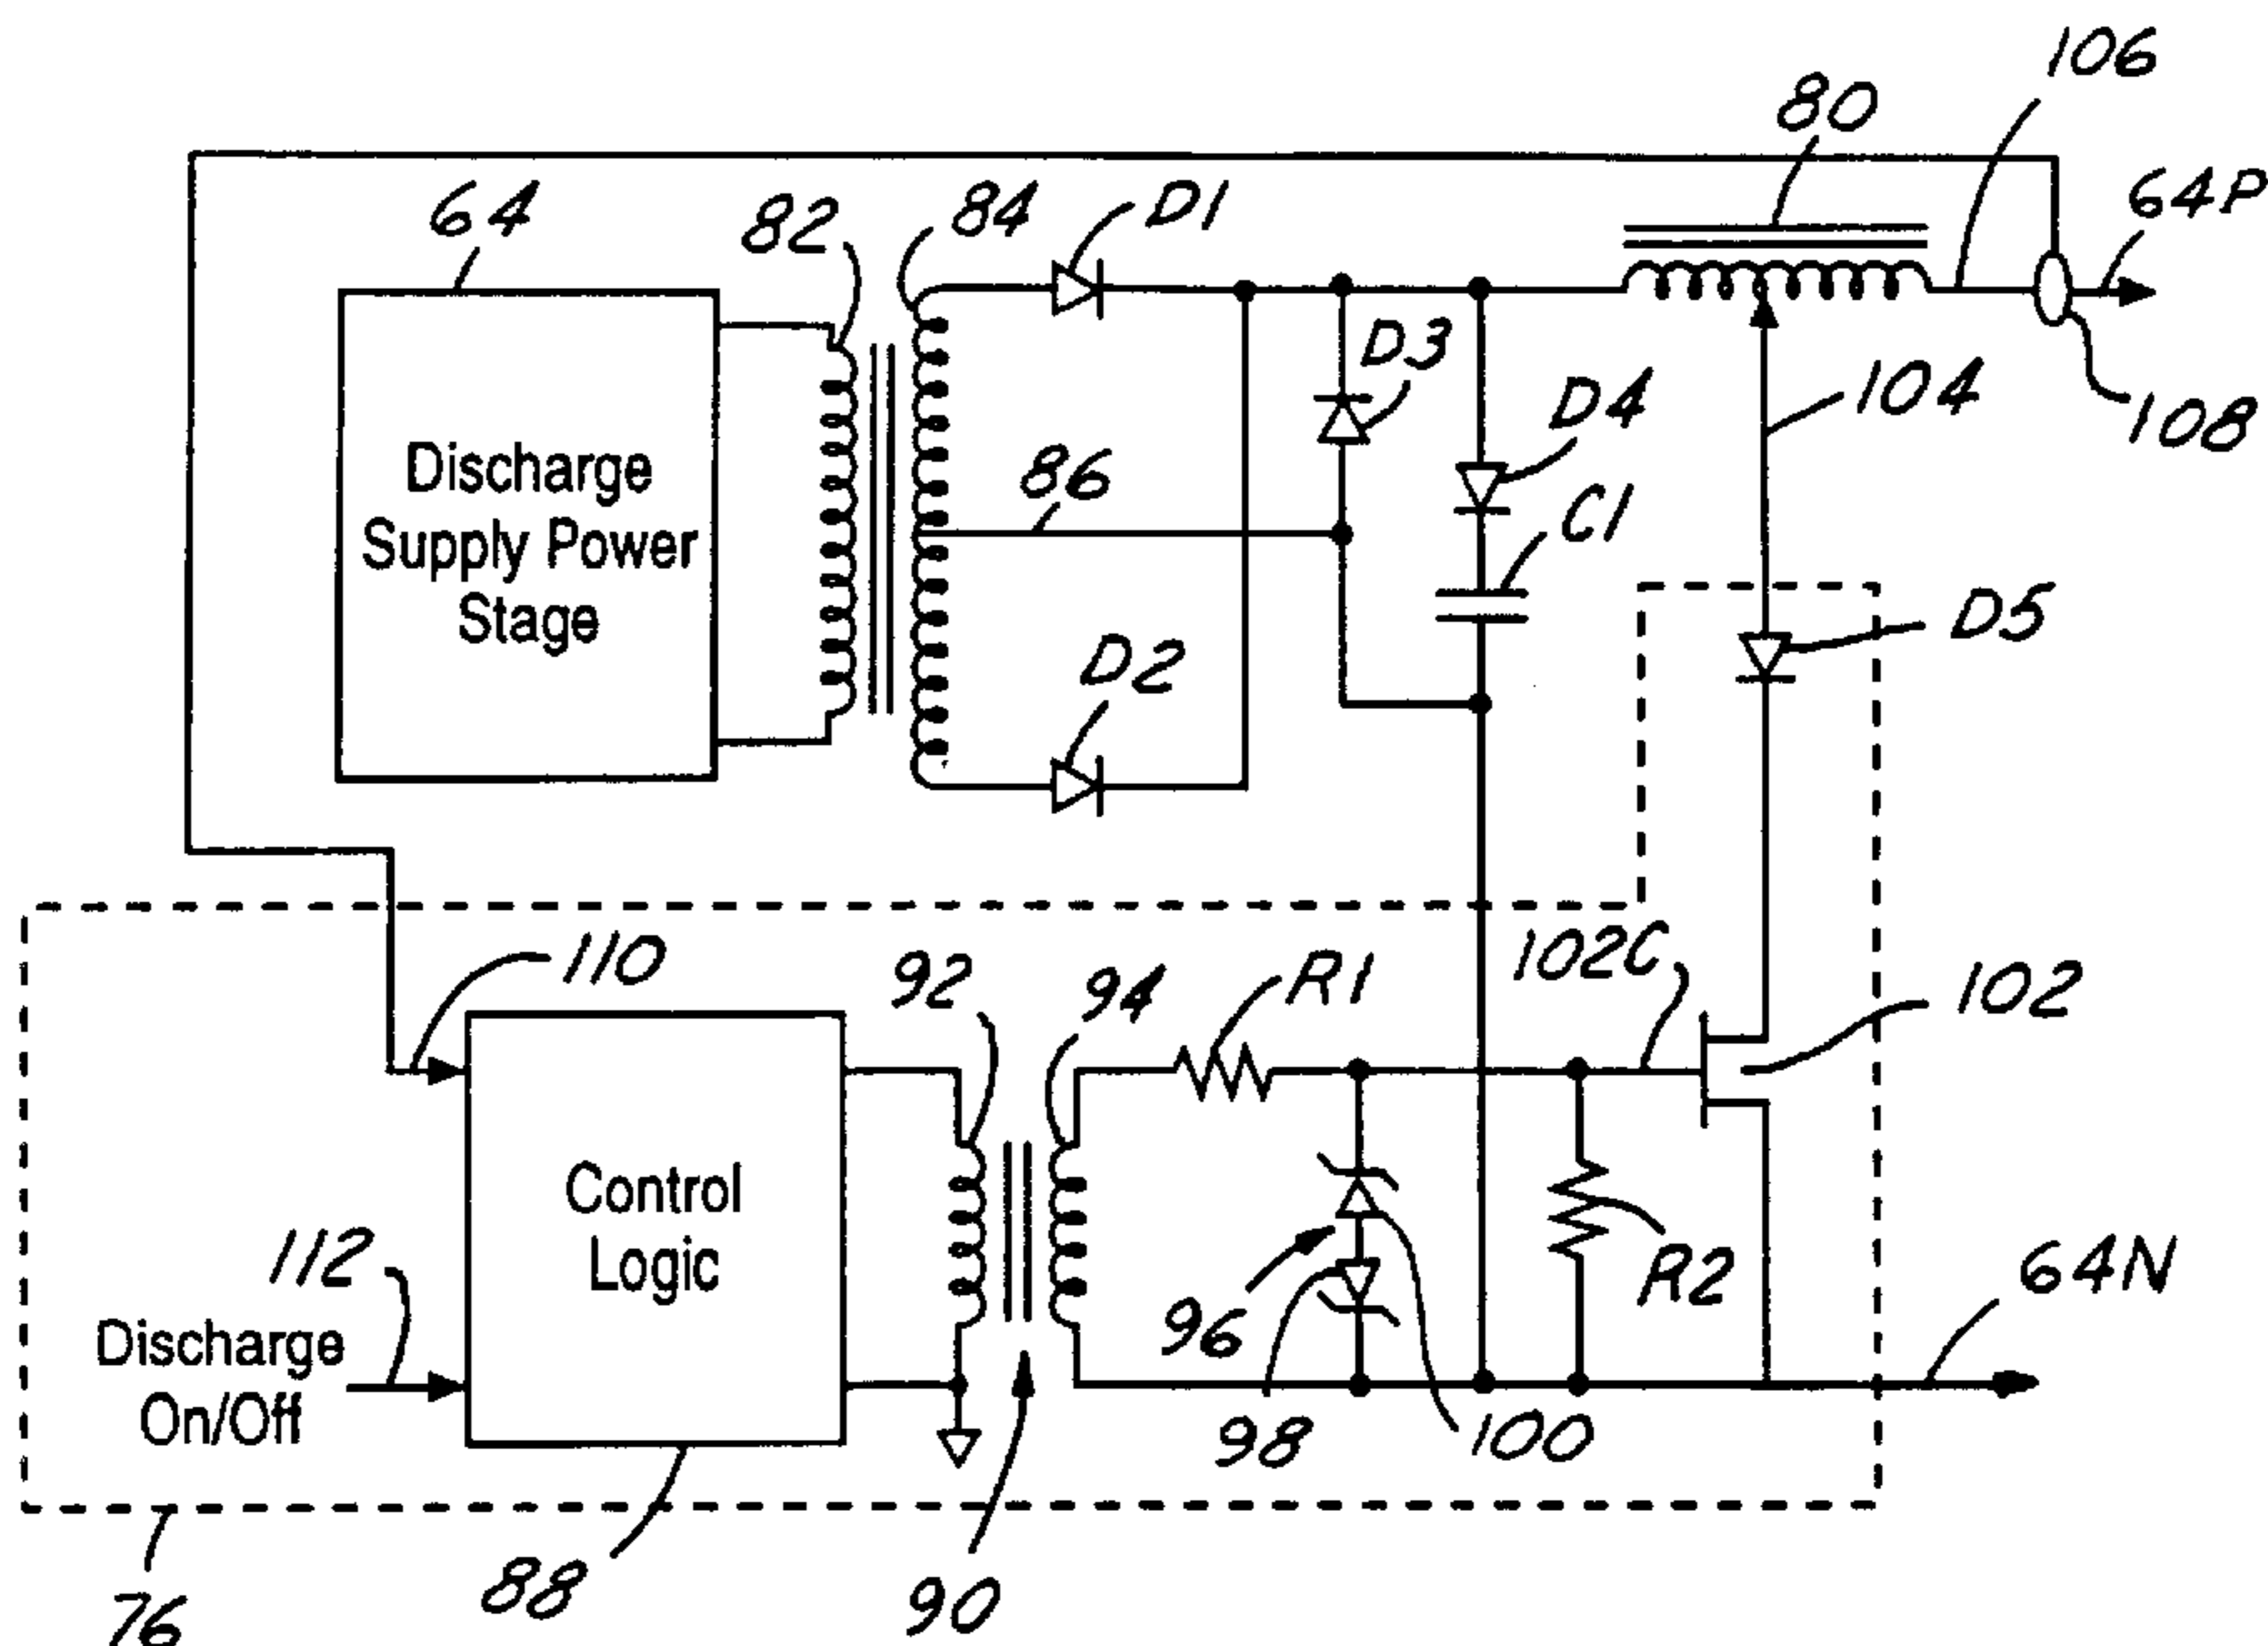 106
80
64P
64
82
84
D1
D3
D4
104
108
Discharge
Supply Power
Stage
86
C1
D2
D5
110
92
94
R1
102C
102
Control
Logic
112
Discharge
On/Off
96
R2
64N
98
100
76
88
90